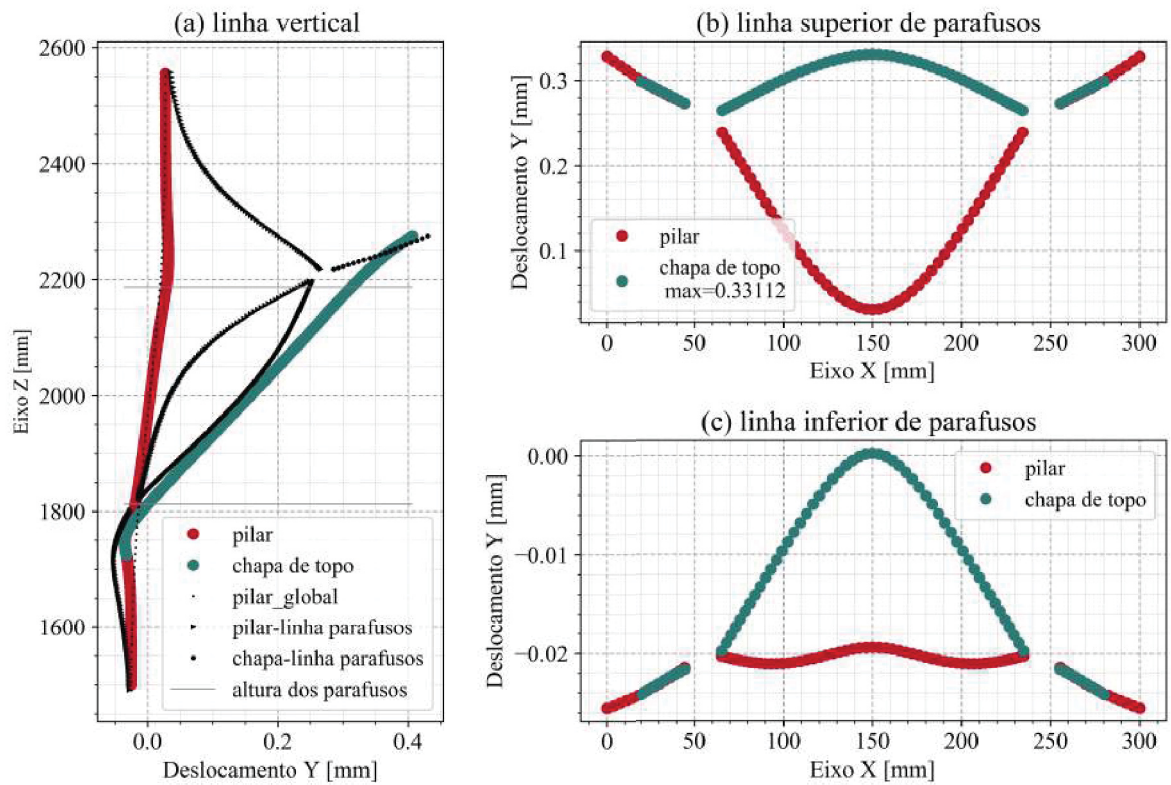 (a) linha vertical
2600
2400
2200
2000
1800
1600
Eixo Z [mm]
pilar
chapa de topo
pilar_global
pilar-linha parafusos
chapa-linha parafusos
altura dos parafusos
0.0 0.2 0.4
Deslocamento Y [mm]
(b) linha superior de parafusos
0.3
0.2
0.1
Deslocamento Y [mm]
pilar
chapa de topo
max=0.33112
0 50 100 150 200 250 300
Eixo X [mm]
(c) linha inferior de parafusos
0.00
−0.01
−0.02
Deslocamento Y [mm]
pilar
chapa de topo
0 50 100 150 200 250 300
Eixo X [mm]